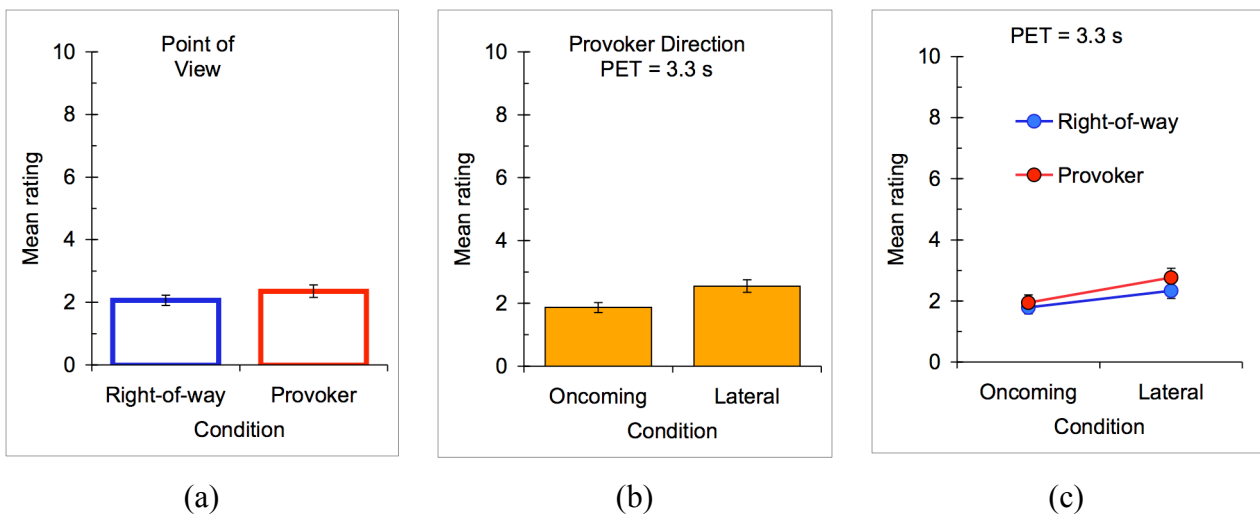 Point of
View
10
8
6
4
2
0
Mean rating
Right-of-way
Provoker
Condition
(a)
Provoker Direction
PET = 3.3 s
10
8
6
4
2
0
Mean rating
Oncoming
Lateral
Condition
(b)
PET = 3.3 s
10
8
6
4
2
0
Mean rating
Right-of-way
Provoker
Oncoming
Lateral
Condition
(c)